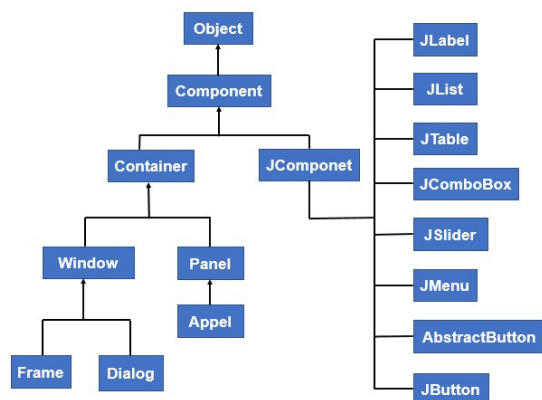 Object
Component
Container
JComponet
Window
Panel
Appel
Frame
Dialog
JLabel
JList
JTable
JComboBox
JSlider
JMenu
AbstractButton
JButton